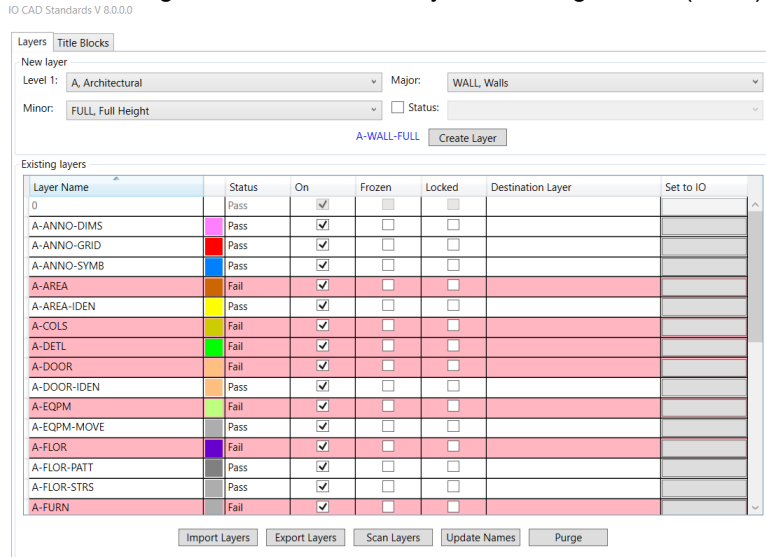 IO CAD Standards V 8.0.0.0
Layers Title Blocks
New layer
Level 1: A, Architectural Major: WALL, Walls
Minor: FULL, Full Height Status:
A-WALL-FULL Create Layer
Existing layers
Layer Name Status On Frozen Locked Destination Layer Set to IO
0 Pass
A-ANNO-DIMS Pass
A-ANNO-GRID Pass
A-ANNO-SYMB Pass
A-AREA Fail
A-AREA-IDEN Pass
A-COLS Fail
A-DETL Fail
A-DOOR Fail
A-DOOR-IDEN Pass
A-EQPM Fail
A-EQPM-MOVE Pass
A-FLOR Fail
A-FLOR-PATT Pass
A-FLOR-STRS Pass
A-FURN Fail
Import Layers Export Layers Scan Layers Update Names Purge